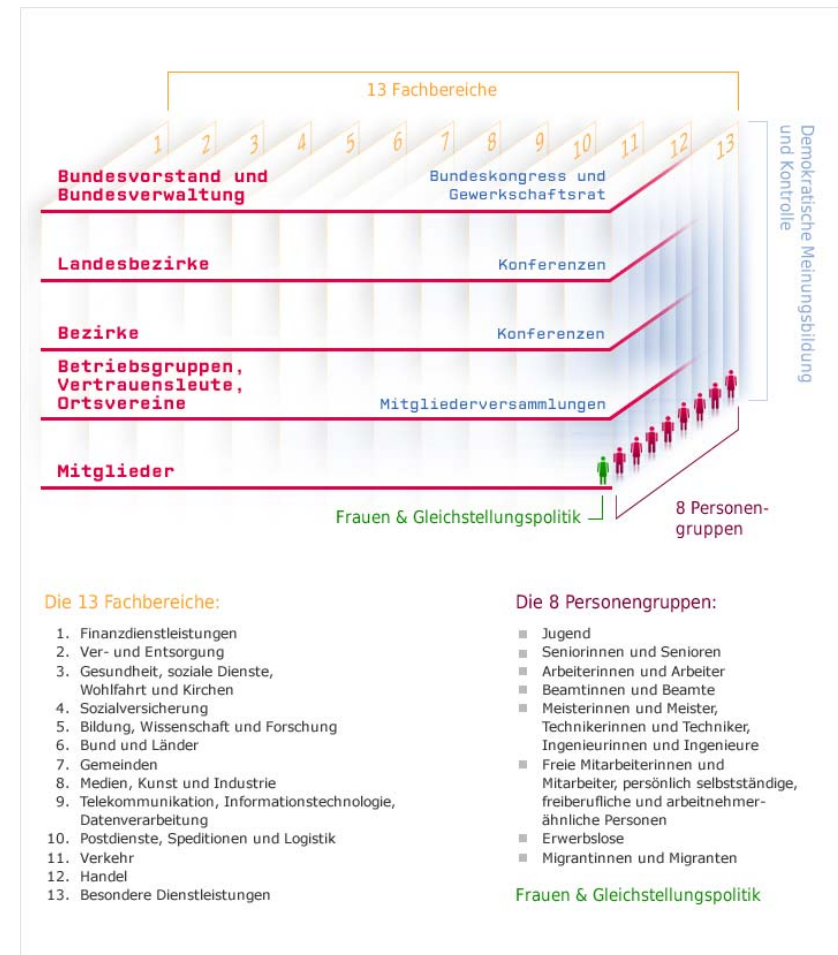 13 Fachbereiche
1 2 3 4 5 6 7 8 9 10 11 12 13
Demokratische Meinungsbildung
und Kontrolle
Bundesvorstand und
Bundesverwaltung
Bundeskongress und
Gewerkschaftsrat
Landesbezirke
Konferenzen
Bezirke
Konferenzen
Betriebsgruppen,
Vertrauensleute,
Ortsvereine
Mitgliederversammlungen
Mitglieder
Frauen & Gleichstellungspolitik
8 Personen-
gruppen
Die 13 Fachbereiche:
1. Finanzdienstleistungen
2. Ver- und Entsorgung
3. Gesundheit, soziale Dienste,
Wohlfahrt und Kirchen
4. Sozialversicherung
5. Bildung, Wissenschaft und Forschung
6. Bund und Länder
7. Gemeinden
8. Medien, Kunst und Industrie
9. Telekommunikation, Informationstechnologie,
Datenverarbeitung
10. Postdienste, Speditionen und Logistik
11. Verkehr
12. Handel
13. Besondere Dienstleistungen
Die 8 Personengruppen:
Jugend
Seniorinnen und Senioren
Arbeiterinnen und Arbeiter
Beamtinnen und Beamte
Meisterinnen und Meister,
Technikerinnen und Techniker,
Ingenieurinnen und Ingenieure
Freie Mitarbeiterinnen und
Mitarbeiter, persönlich selbstständige,
freiberufliche und arbeitnehmer-
ähnliche Personen
Erwerbslose
Migrantinnen und Migranten
Frauen & Gleichstellungspolitik